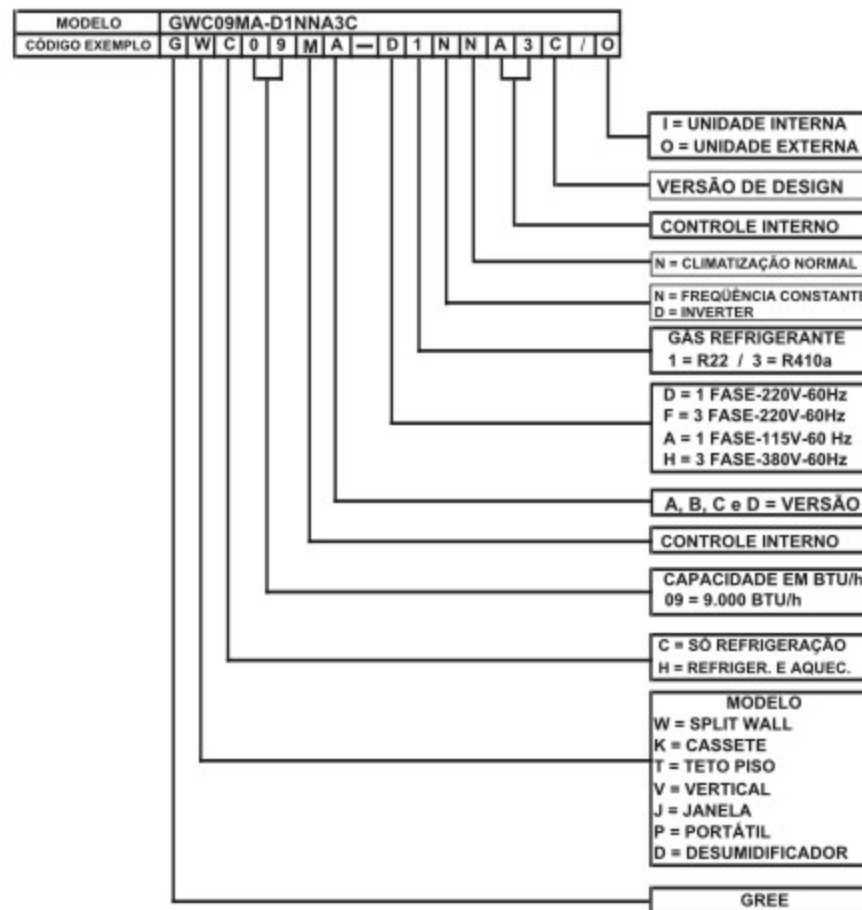 MODELO GWC09MA-D1NNA3C
CÓDIGO EXEMPLO G W C 0 9 M A — D 1 N N A 3 C / O
I = UNIDADE INTERNA
O = UNIDADE EXTERNA
VERSÃO DE DESIGN
CONTROLE INTERNO
N = CLIMATIZAÇÃO NORMAL
N = FREQÜÊNCIA CONSTANTE
D = INVERTER
GÁS REFRIGERANTE
1 = R22 / 3 = R410a
D = 1 FASE-220V-60Hz
F = 3 FASE-220V-60Hz
A = 1 FASE-115V-60 Hz
H = 3 FASE-380V-60Hz
A, B, C e D = VERSÃO
CONTROLE INTERNO
CAPACIDADE EM BTU/h
09 = 9.000 BTU/h
C = SÓ REFRIGERAÇÃO
H = REFRIGER. E AQUEC.
MODELO
W = SPLIT WALL
K = CASSETE
T = TETO PISO
V = VERTICAL
J = JANELA
P = PORTÁTIL
D = DESUMIDIFICADOR
GREE